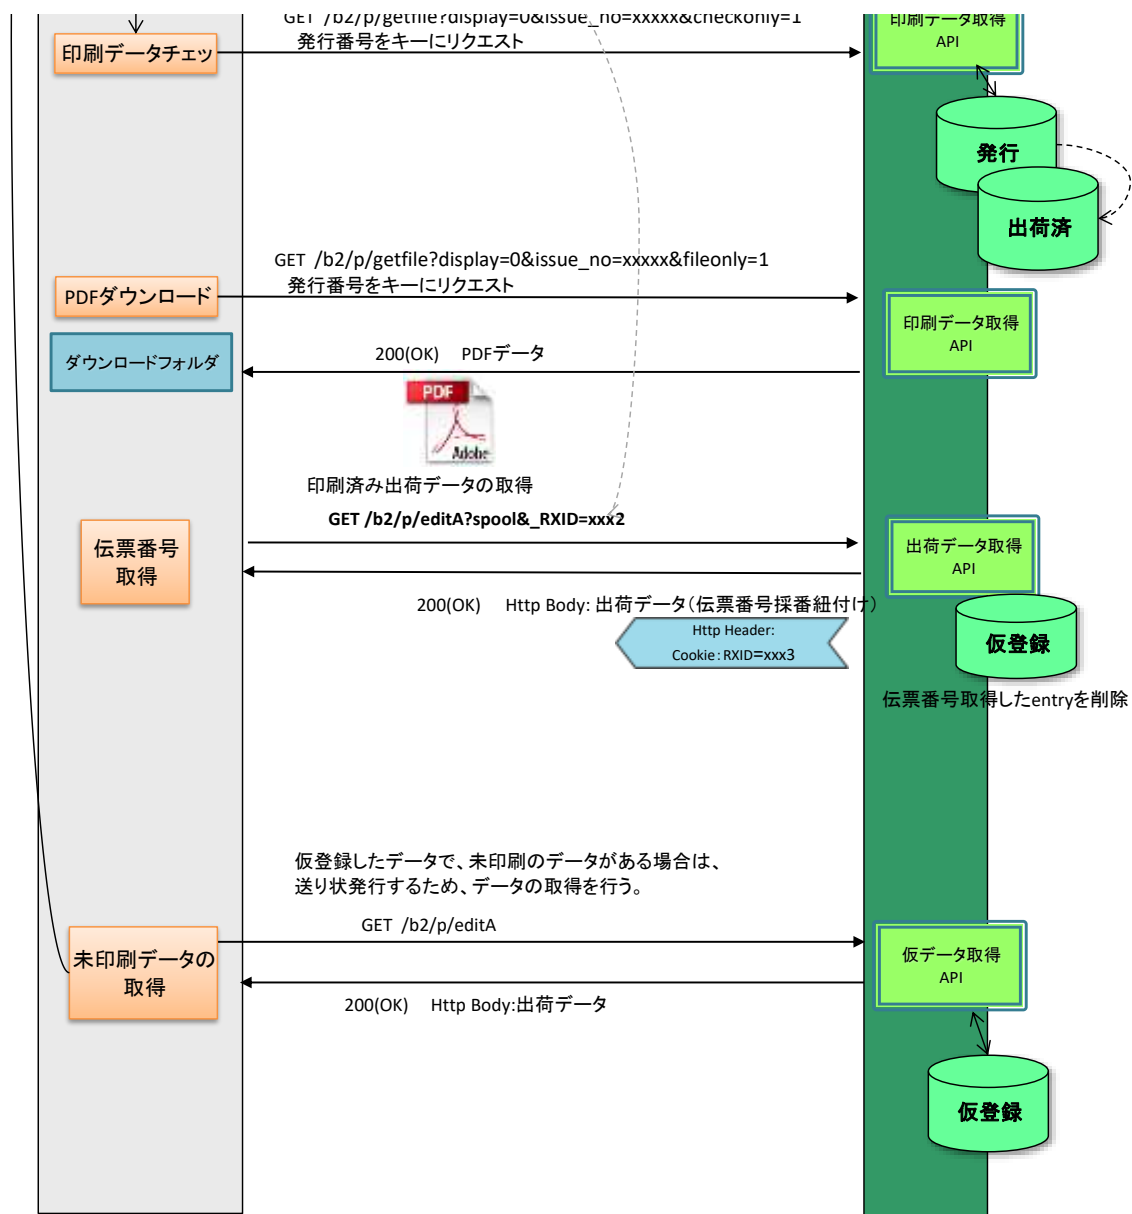 GET /b2/p/getfile?display=0&issue_no=xxxxx&checkonly=1
発行番号をキーにリクエスト
印刷データチェッ
印刷データ取得
API
発行
出荷済
GET /b2/p/getfile?display=0&issue_no=xxxxx&fileonly=1
発行番号をキーにリクエスト
PDFダウンロード
印刷データ取得
API
ダウンロードフォルダ
200(OK) PDFデータ
PDF
Adobe
印刷済み出荷データの取得
GET /b2/p/editA?spool&_RXID=xxx2
伝票番号
取得
出荷データ取得
API
200(OK) Http Body: 出荷データ(伝票番号採番紐付け)
Http Header:
Cookie:RXID=xxx3
仮登録
伝票番号取得したentryを削除
仮登録したデータで、未印刷のデータがある場合は、
送り状発行するため、データの取得を行う。
GET /b2/p/editA
未印刷データの
取得
仮データ取得
API
200(OK) Http Body:出荷データ
仮登録